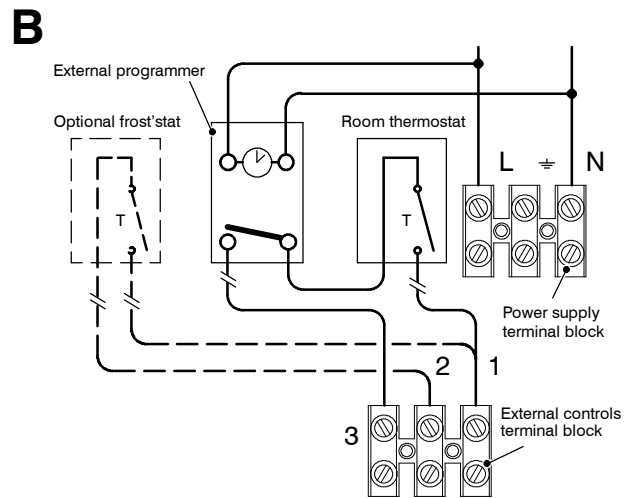 B
External programmer
Optional frost'stat
Room thermostat
L
N
T
T
Power supply
terminal block
2
1
3
External controls
terminal block